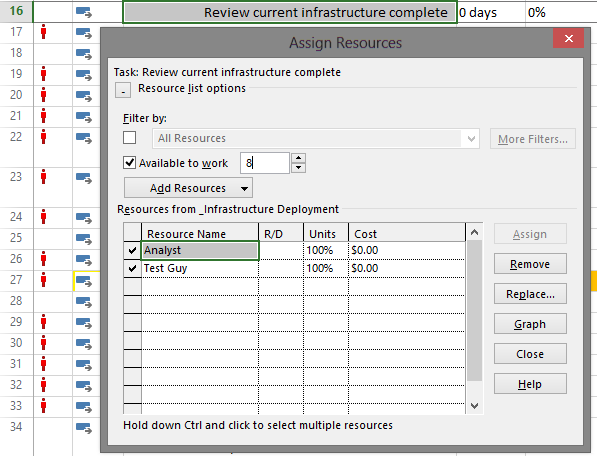 16 Review current infrastructure complete 0 days 0%
17
18
19
20
21
22
23
24
25
26
27
28
29
30
31
32
33
34
Assign Resources
Task: Review current infrastructure complete
- Resource list options
Filter by:
All Resources More Filters...
Available to work 8
Add Resources
Resources from _Infrastructure Deployment
Resource Name R/D Units Cost
Analyst 100% $0.00
Test Guy 100% $0.00
Assign
Remove
Replace...
Graph
Close
Help
Hold down Ctrl and click to select multiple resources